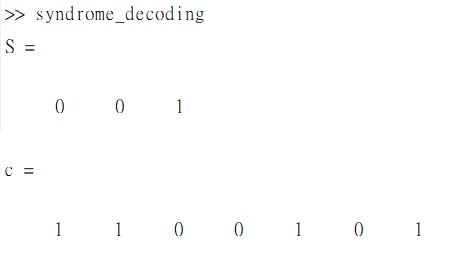 >> syndrome_decoding
S =
0 0 1
c =
1 1 0 0 1 0 1